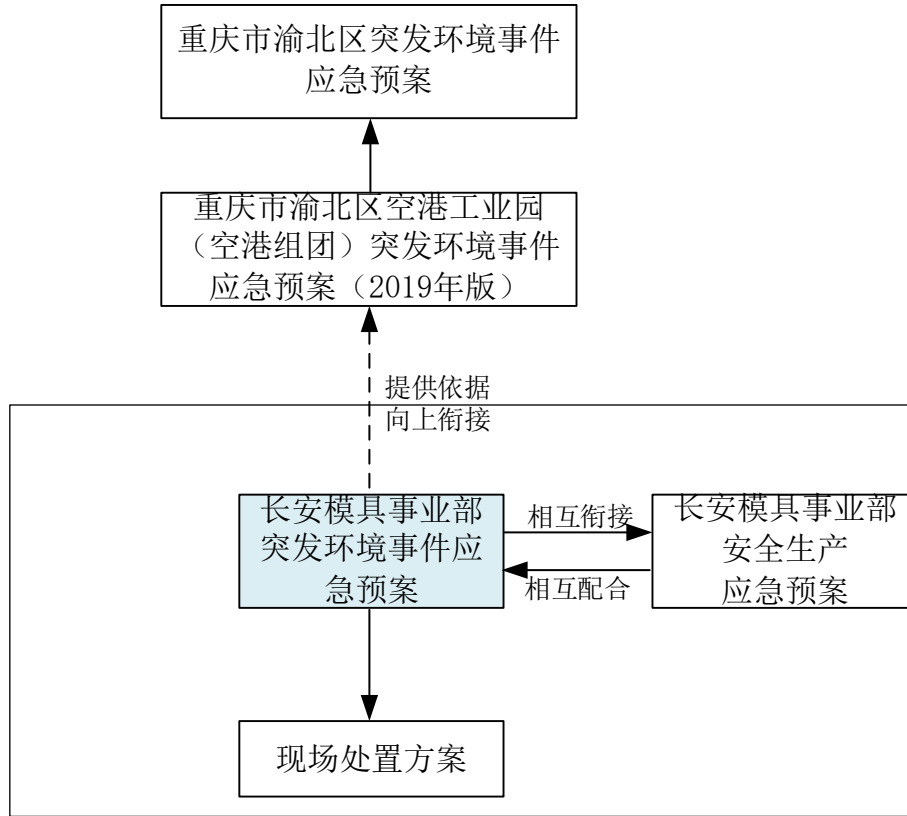 重庆市渝北区突发环境事件
应急预案
重庆市渝北区空港工业园
（空港组团）突发环境事件
应急预案（2019年版）
提供依据
向上衔接
长安模具事业部
突发环境事件应
急预案
相互衔接
相互配合
长安模具事业部
安全生产
应急预案
现场处置方案